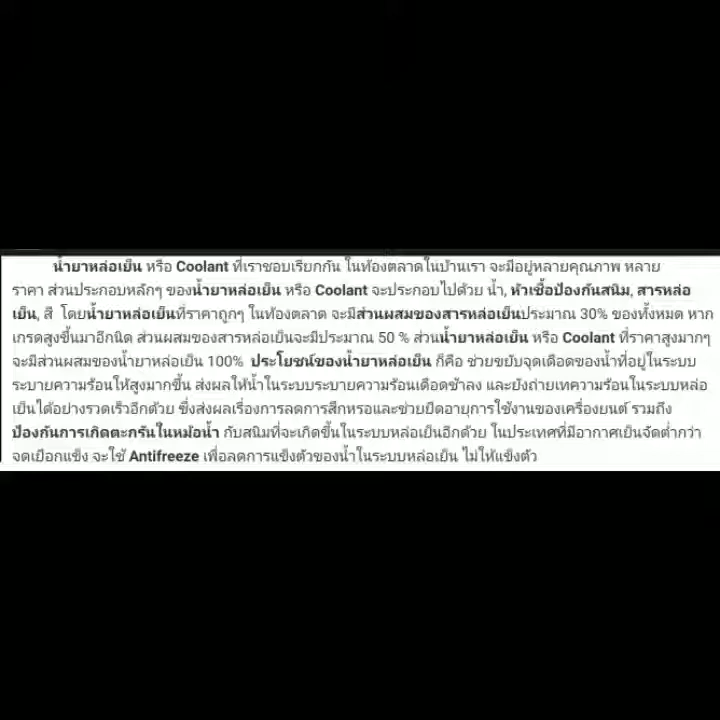 น้ำยาหล่อเย็น หรือ Coolant ที่เราชอบเรียกกัน ในท้องตลาดในบ้านเรา จะมีอยู่หลายคุณภาพ หลาย
ราคา ส่วนประกอบหลักๆ ของน้ำยาหล่อเย็น หรือ Coolant จะประกอบไปด้วย น้ำ, หัวเชื้อป้องกันสนิม, สารหล่อ
เย็น, สี โดยน้ำยาหล่อเย็นที่ราคาถูกๆ ในท้องตลาด จะมีส่วนผสมของสารหล่อเย็นประมาณ 30% ของทั้งหมด หาก
เกรดสูงขึ้นมาอีกนิด ส่วนผสมของสารหล่อเย็นจะมีประมาณ 50 % ส่วนน้ำยาหล่อเย็น หรือ Coolant ที่ราคาสูงมากๆ
จะมีส่วนผสมของน้ำยาหล่อเย็น 100% ประโยชน์ของน้ำยาหล่อเย็น ก็คือ ช่วยขยับจุดเดือดของน้ำที่อยู่ในระบบ
ระบายความร้อนให้สูงมากขึ้น ส่งผลให้น้ำในระบบระบายความร้อนเดือดช้าลง และยังถ่ายเทความร้อนในระบบหล่อ
เย็นได้อย่างรวดเร็วอีกด้วย ซึ่งส่งผลเรื่องการลดการสึกหรอและช่วยยืดอายุการใช้งานของเครื่องยนต์ รวมถึง
ป้องกันการเกิดตะกรันในหม้อน้ำ กับสนิมที่จะเกิดขึ้นในระบบหล่อเย็นอีกด้วย ในประเทศที่มีอากาศเย็นจัดต่ำกว่า
จุดเยือกแข็ง จะใช้ Antifreeze เพื่อลดการแข็งตัวของน้ำในระบบหล่อเย็น ไม่ให้แข็งตัว